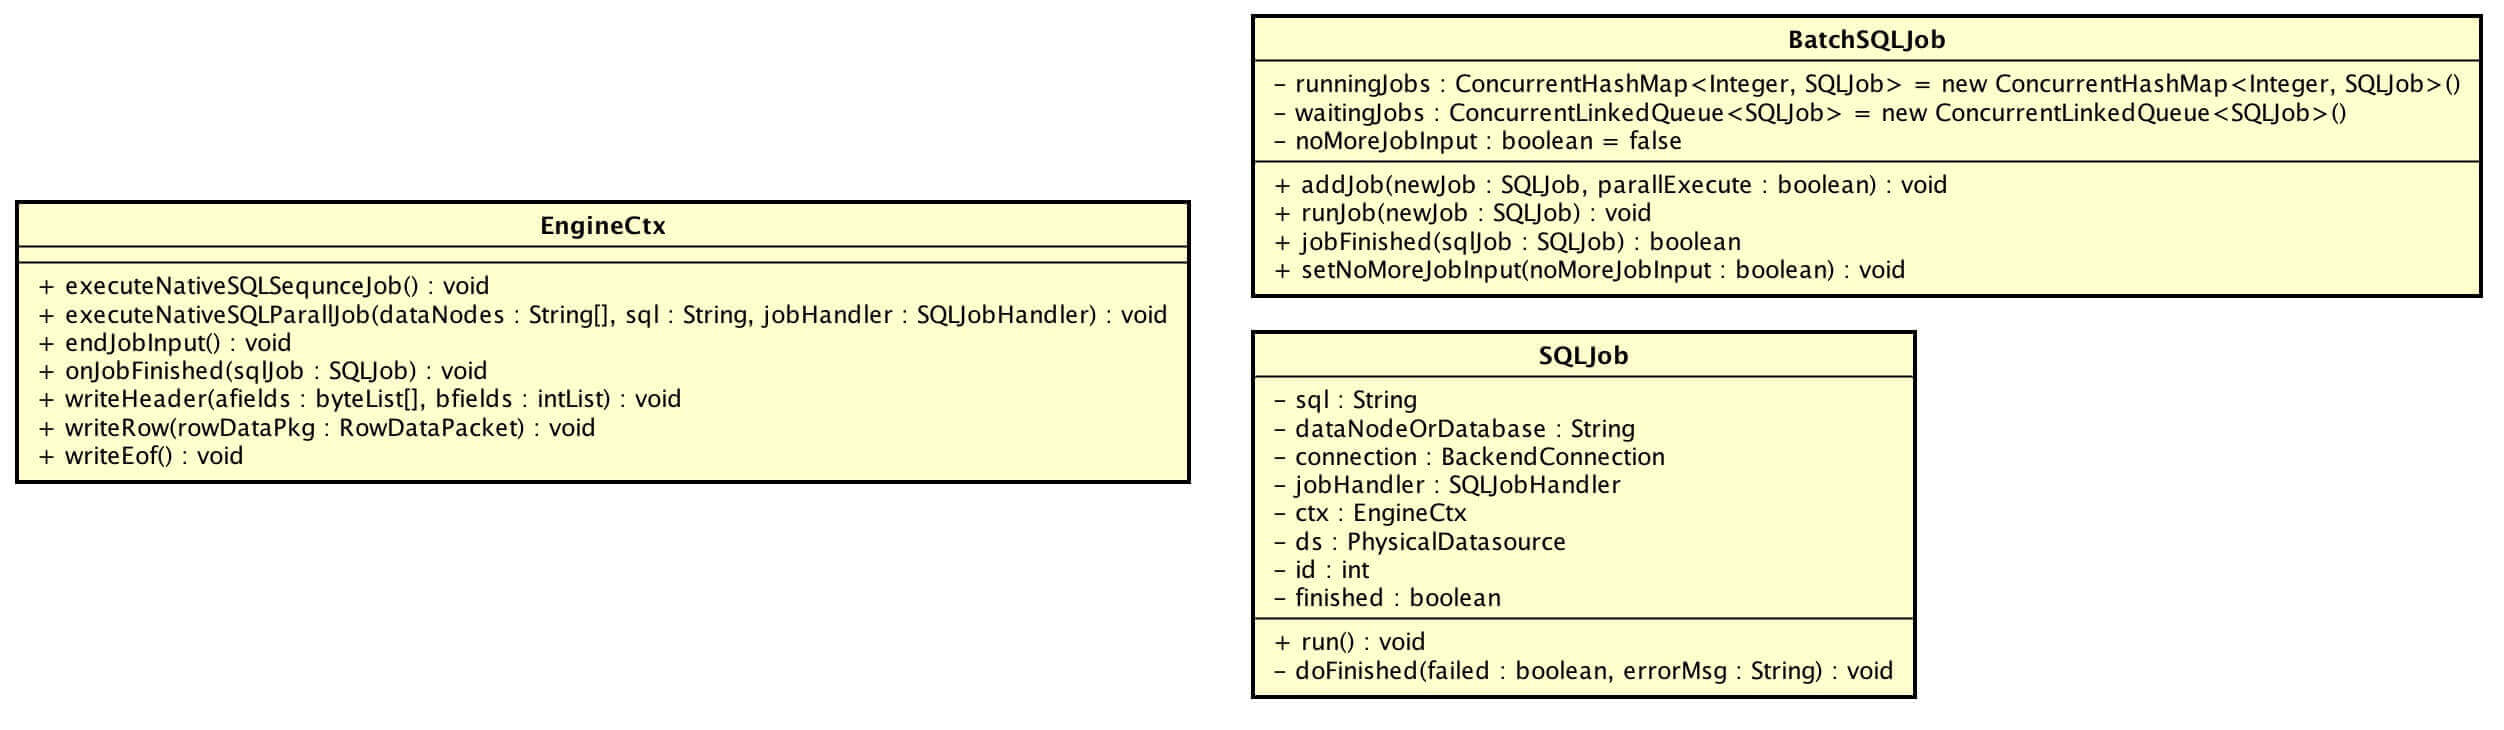 EngineCtx
+ executeNativeSQLSequnceJob() : void
+ executeNativeSQLParallJob(dataNodes : String[], sql : String, jobHandler : SQLJobHandler) : void
+ endJobInput() : void
+ onJobFinished(sqlJob : SQLJob) : void
+ writeHeader(afields : byteList[], bfields : intList) : void
+ writeRow(rowDataPkg : RowDataPacket) : void
+ writeEof() : void
BatchSQLJob
- runningJobs : ConcurrentHashMap<Integer, SQLJob> = new ConcurrentHashMap<Integer, SQLJob>()
- waitingJobs : ConcurrentLinkedQueue<SQLJob> = new ConcurrentLinkedQueue<SQLJob>()
- noMoreJobInput : boolean = false
+ addJob(newJob : SQLJob, parallExecute : boolean) : void
+ runJob(newJob : SQLJob) : void
+ jobFinished(sqlJob : SQLJob) : boolean
+ setNoMoreJobInput(noMoreJobInput : boolean) : void
SQLJob
- sql : String
- dataNodeOrDatabase : String
- connection : BackendConnection
- jobHandler : SQLJobHandler
- ctx : EngineCtx
- ds : PhysicalDatasource
- id : int
- finished : boolean
+ run() : void
- doFinished(failed : boolean, errorMsg : String) : void